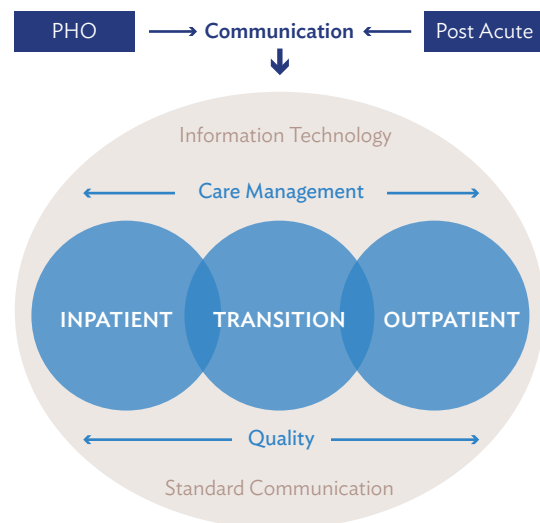 PHO
Communication
Post Acute
Information Technology
Care Management
INPATIENT
TRANSITION
OUTPATIENT
Quality
Standard Communication